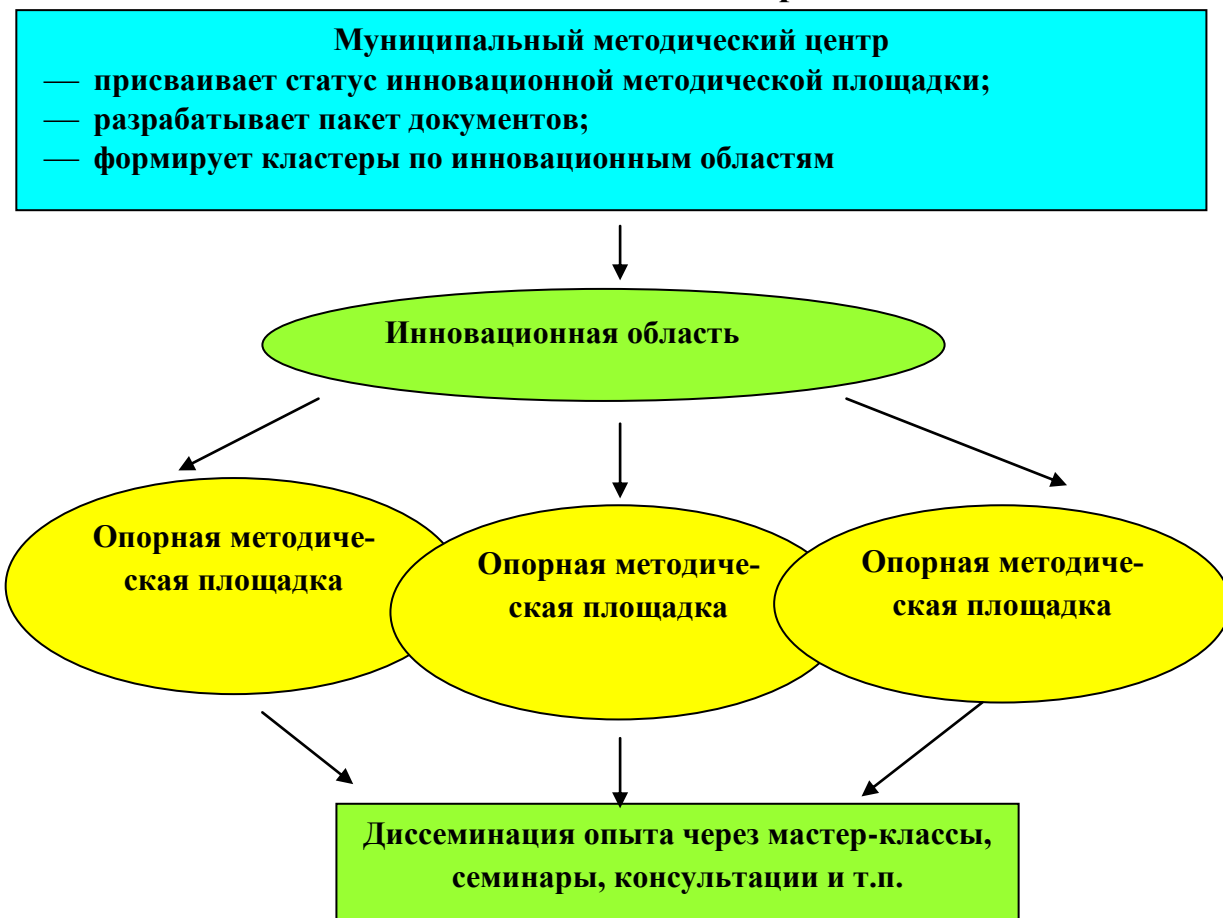 Муниципальный методический центр
— присваивает статус инновационной методической площадки;
— разрабатывает пакет документов;
— формирует кластеры по инновационным областям
Инновационная область
Опорная методиче-
ская площадка
Опорная методиче-
ская площадка
Опорная методиче-
ская площадка
Диссеминация опыта через мастер-классы,
семинары, консультации и т.п.